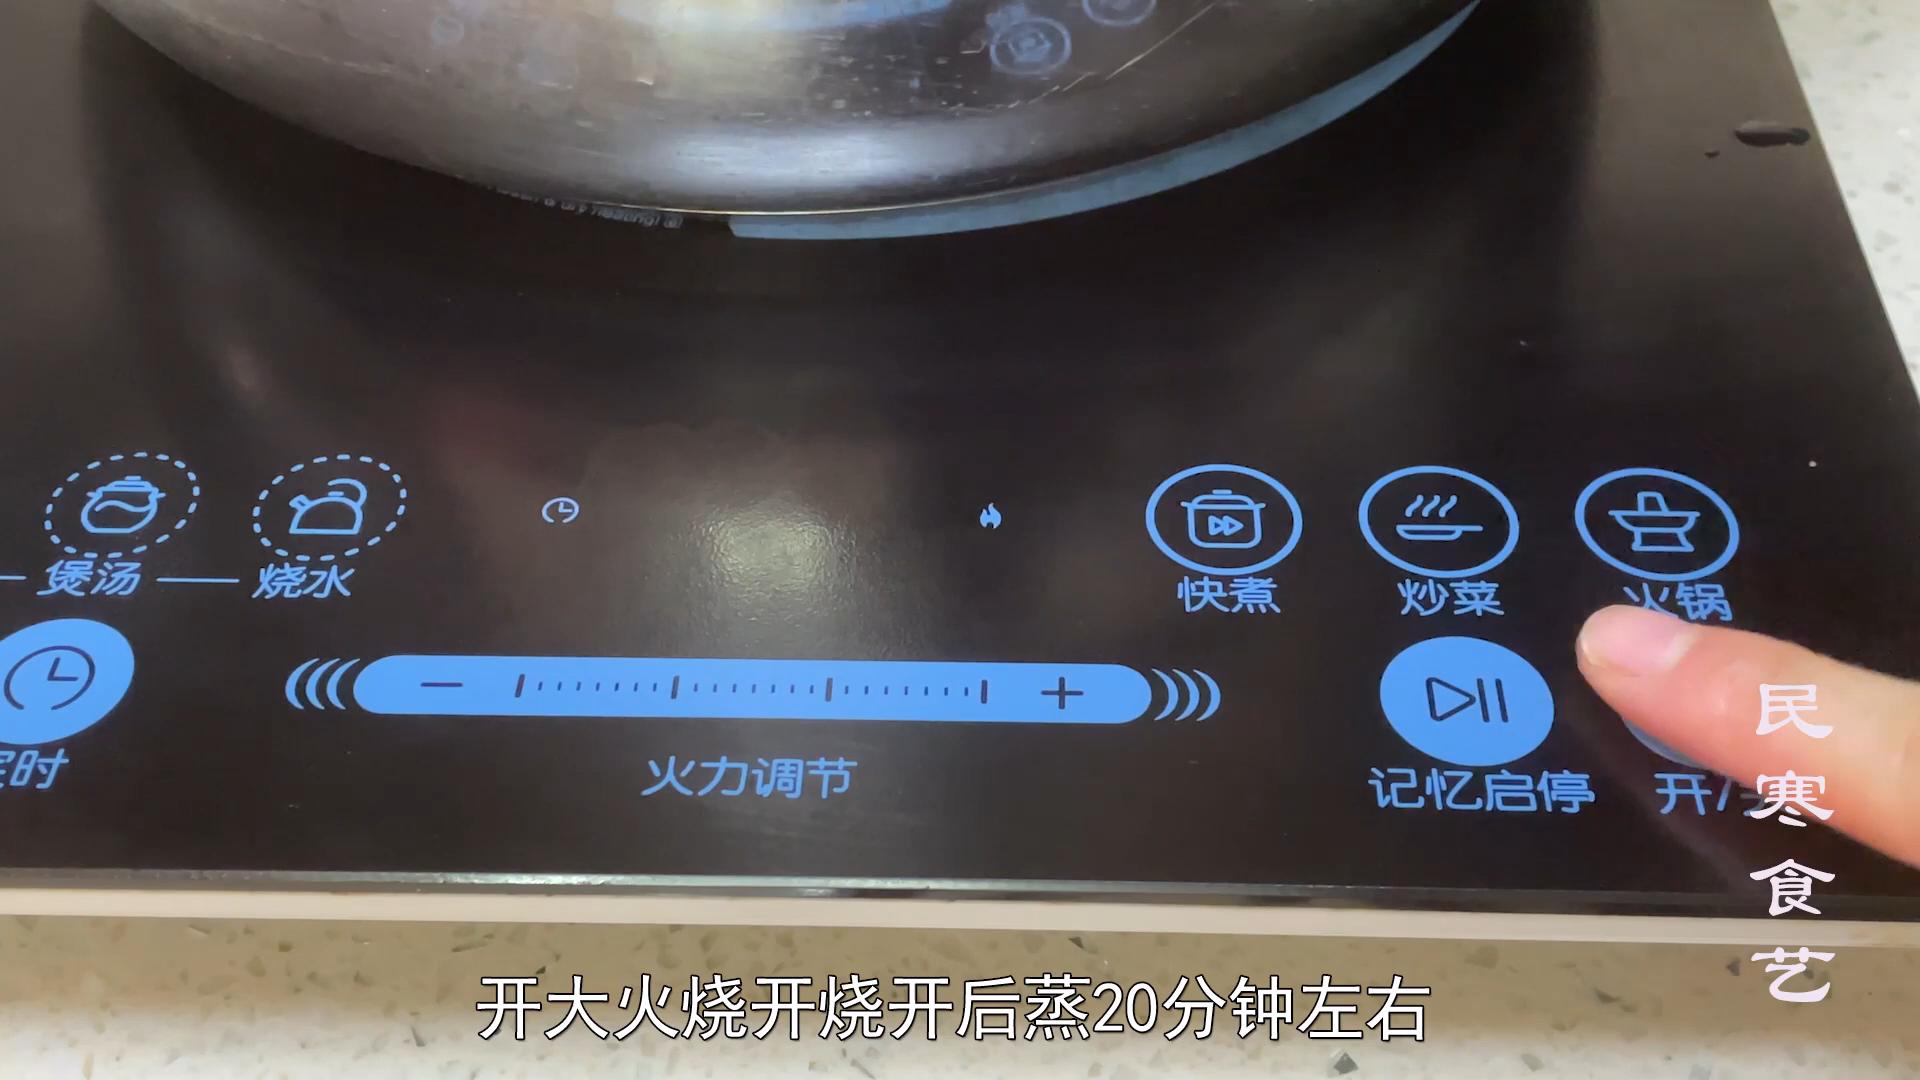 煲汤
烧水
快煮
炒菜
火锅
时
火力调节
记忆启停
开/
民寒食艺
开大火烧开烧开后蒸20分钟左右